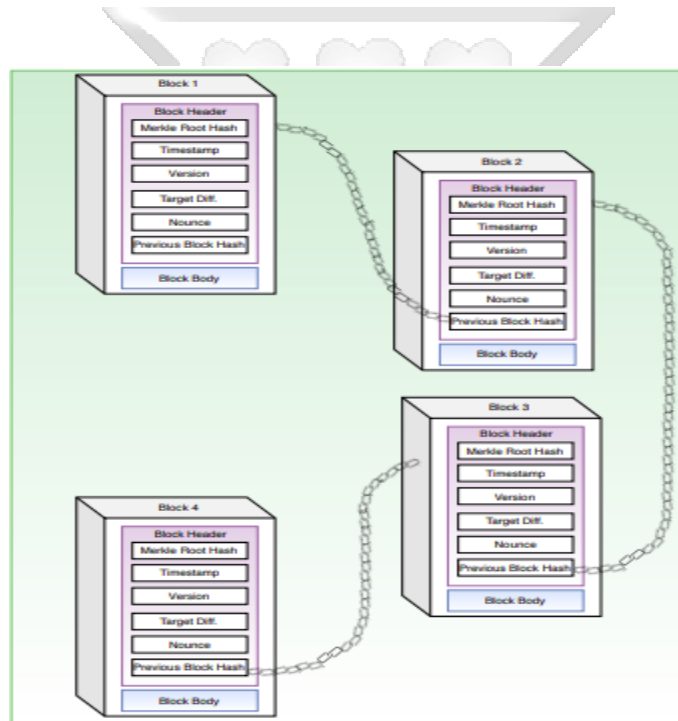 Block 1
Block Header
Merkle Root Hash
Timestamp
Version
Target Diff.
Nounce
Previous Block Hash
Block Body
Block 2
Block Header
Merkle Root Hash
Timestamp
Version
Target Diff.
Nounce
Previous Block Hash
Block Body
Block 3
Block Header
Merkle Root Hash
Timestamp
Version
Target Diff.
Nounce
Previous Block Hash
Block Body
Block 4
Block Header
Merkle Root Hash
Timestamp
Version
Target Diff.
Nounce
Previous Block Hash
Block Body